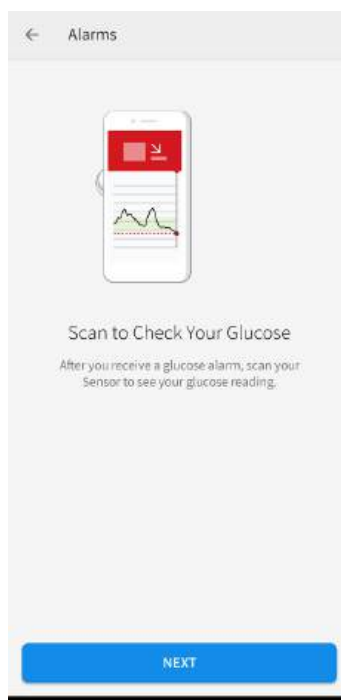 Alarms
Scan to Check Your Glucose
After you receive a glucose alarm, scan your
Sensor to see your glucose reading.
NEXT